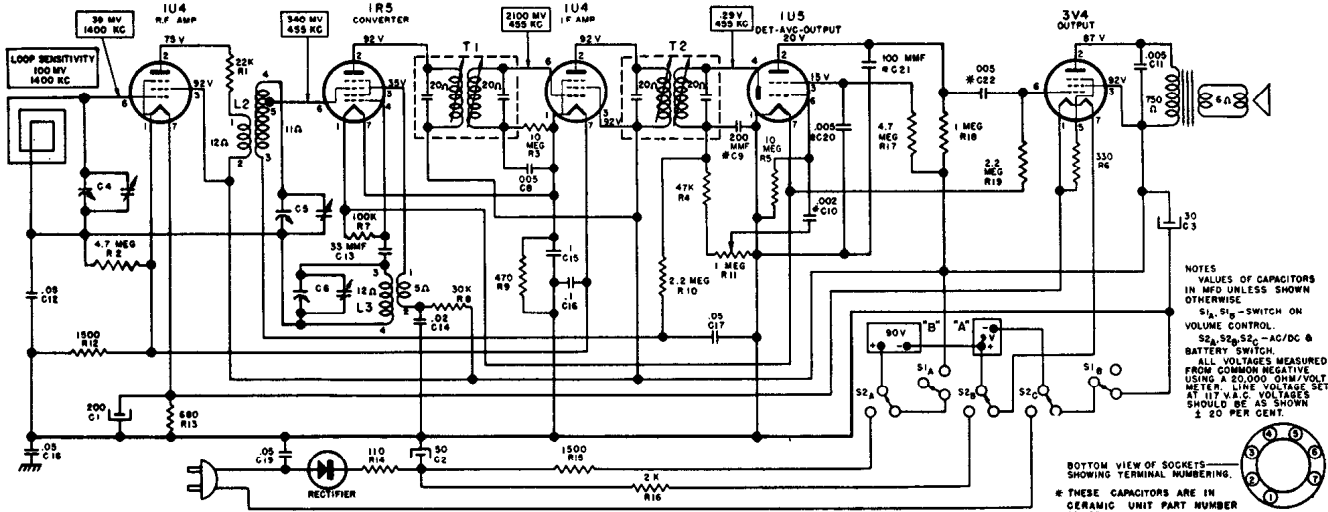 1U4
R.F. AMP
39 MV
1400 KC
75 V
LOOP SENSITIVITY
100 MV
1400 KC
22K
R1
92V
L2
12Ω
11Ω
C4
4.7 MEG
R2
.05
C12
1500
R12
200
C1
680
R13
.05
C16
340 MV
455 KC
1R5
CONVERTER
92 V
35V
C5
100K
R7
33 MMF
C13
C6
12Ω
L3
5Ω
30K
R8
.02
C14
T1
20Ω
20Ω
2100 MV
455 KC
10
MEG
R3
.005
C8
1U4
I.F. AMP
92 V
92V
470
R9
.1
C15
.1
C16
T2
20Ω
20Ω
.29 V
455 KC
200
MMF
*C9
47K
R4
2.2 MEG
R10
1 MEG
R11
.05
C17
1U5
DET-AVC-OUTPUT
20 V
15 V
10
MEG
R5
.002
*C10
100 MMF
*C21
.005
*C20
4.7
MEG
R17
1 MEG
R18
.005
*C22
2.2
MEG
R19
3V4
OUTPUT
87 V
92V
330
R6
.005
C11
750
Ω
6Ω
30
C3
"B"
90V
"A"
9V
S1A
S1B
S2A
S2B
S2C
.05
C19
RECTIFIER
110
R14
50
C2
1500
R15
2 K
R16
NOTES
VALUES OF CAPACITORS
IN MFD UNLESS SHOWN
OTHERWISE
S1A, S1B - SWITCH ON
VOLUME CONTROL.
S2A, S2B, S2C - AC/DC &
BATTERY SWITCH.
ALL VOLTAGES MEASURED
FROM COMMON NEGATIVE
USING A 20,000 OHM/VOLT
METER. LINE VOLTAGE SET
AT 117 V.A.C. VOLTAGES
SHOULD BE AS SHOWN
± 20 PER CENT.
BOTTOM VIEW OF SOCKETS
SHOWING TERMINAL NUMBERING.
* THESE CAPACITORS ARE IN
CERAMIC UNIT PART NUMBER